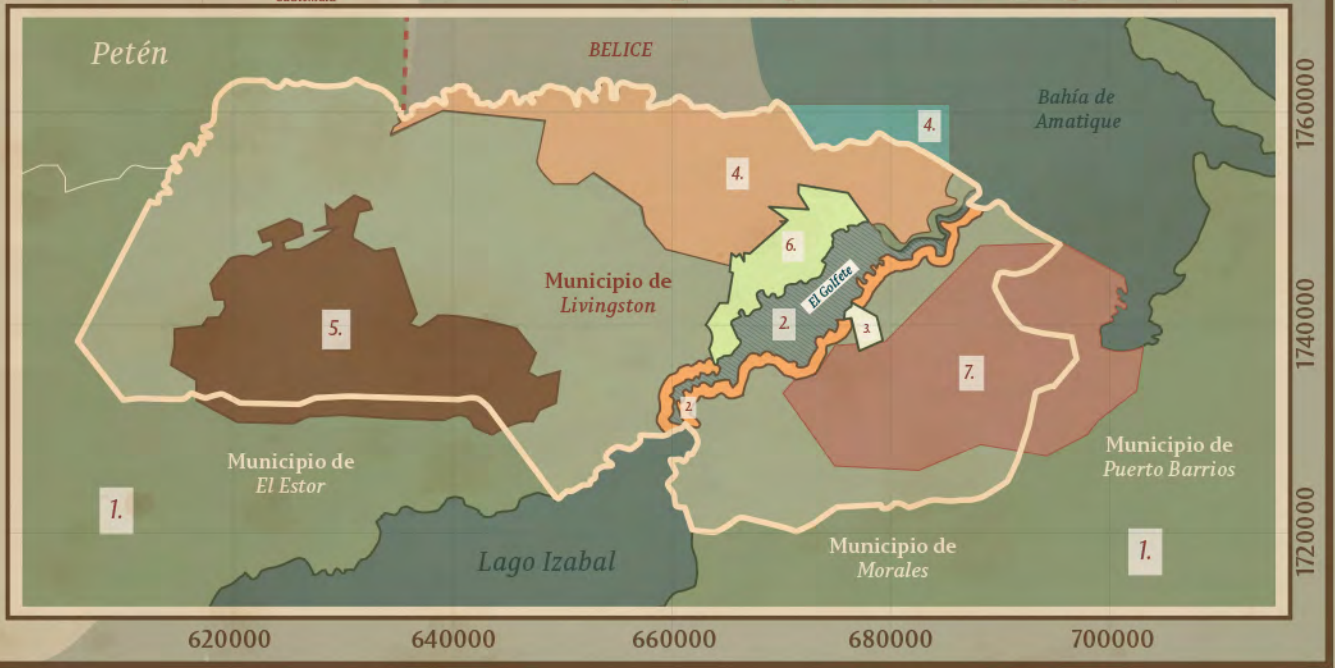 Guatemala
Petén
BELICE
Bahía de
Amatique
4.
4.
6.
El Golfete
Municipio de
Livingston
5.
2.
3.
7.
2
Municipio de
El Estor
Municipio de
Puerto Barrios
1.
Lago Izabal
Municipio de
Morales
1.
1760000
1740000
1720000
620000
640000
660000
680000
700000